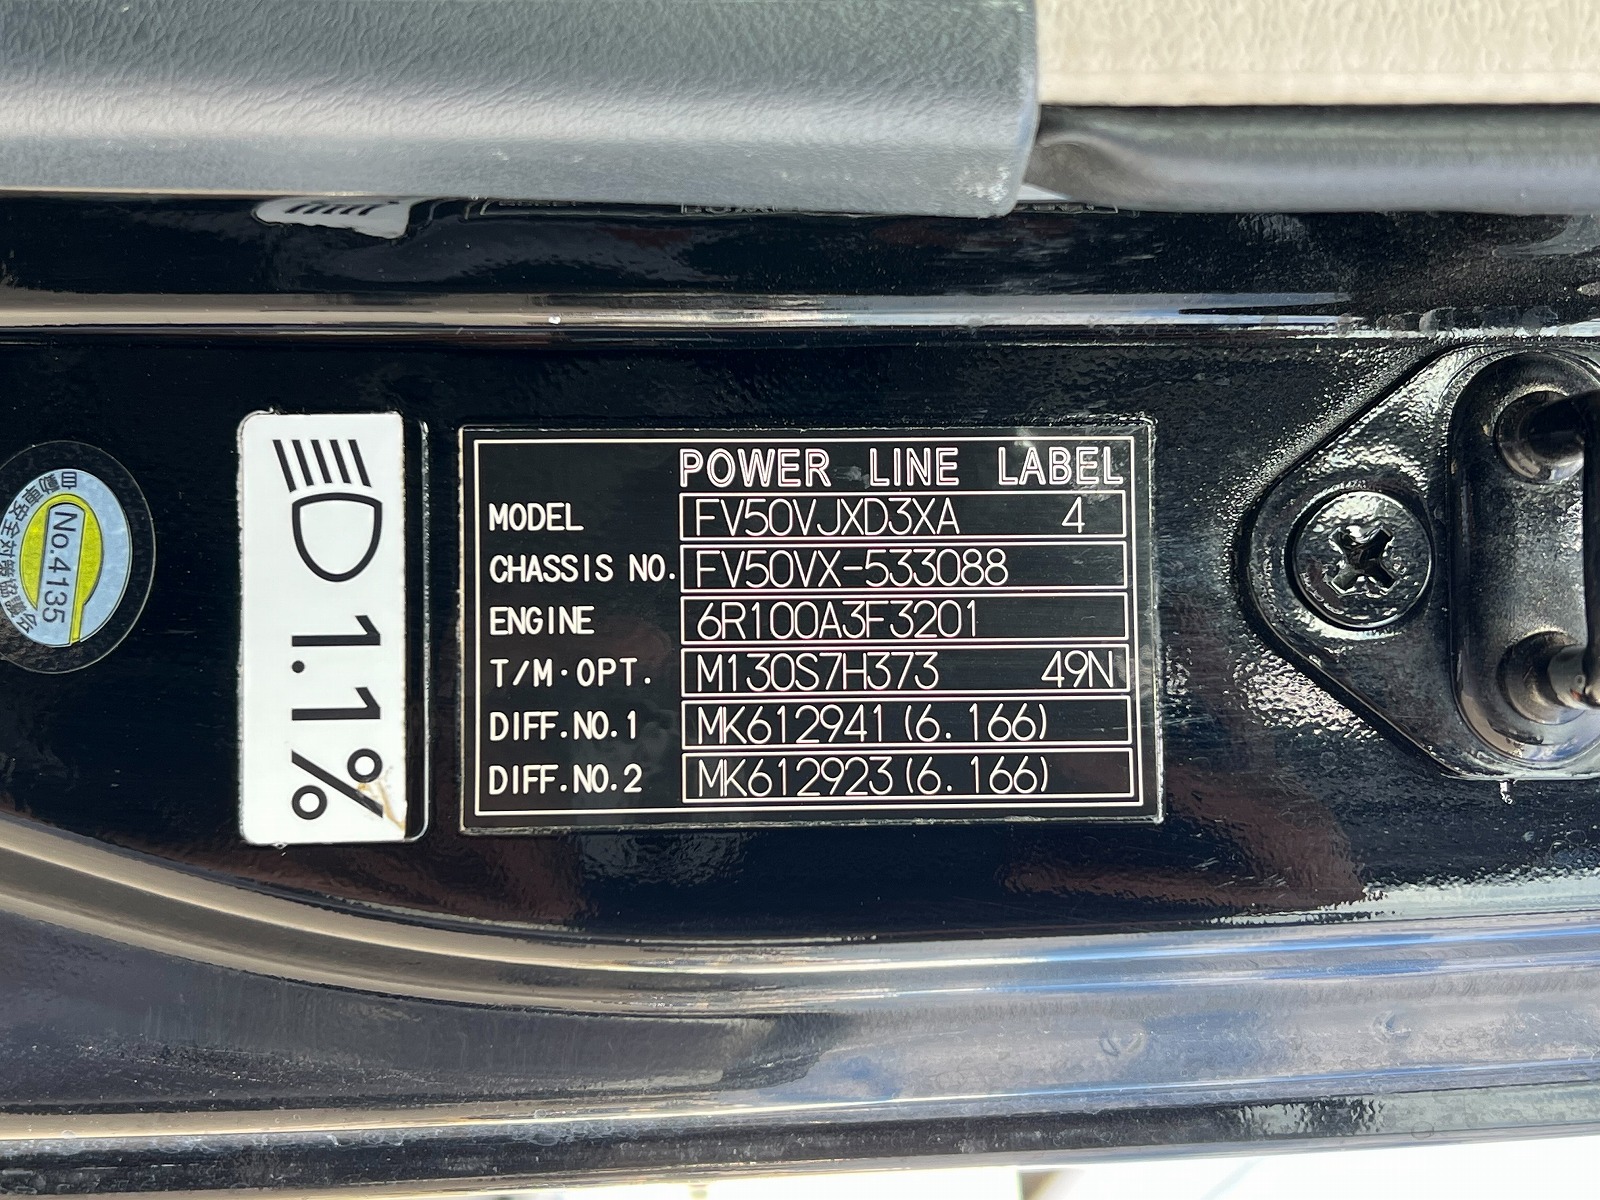 POWER LINE LABEL
MODEL FV50VJXD3XA 4
CHASSIS NO. FV50VX-533088
ENGINE 6R100A3F3201
T/M·OPT. M130S7H373 49N
DIFF.NO.1 MK612941(6.166)
DIFF.NO.2 MK612923(6.166)
1.1%
No.4135